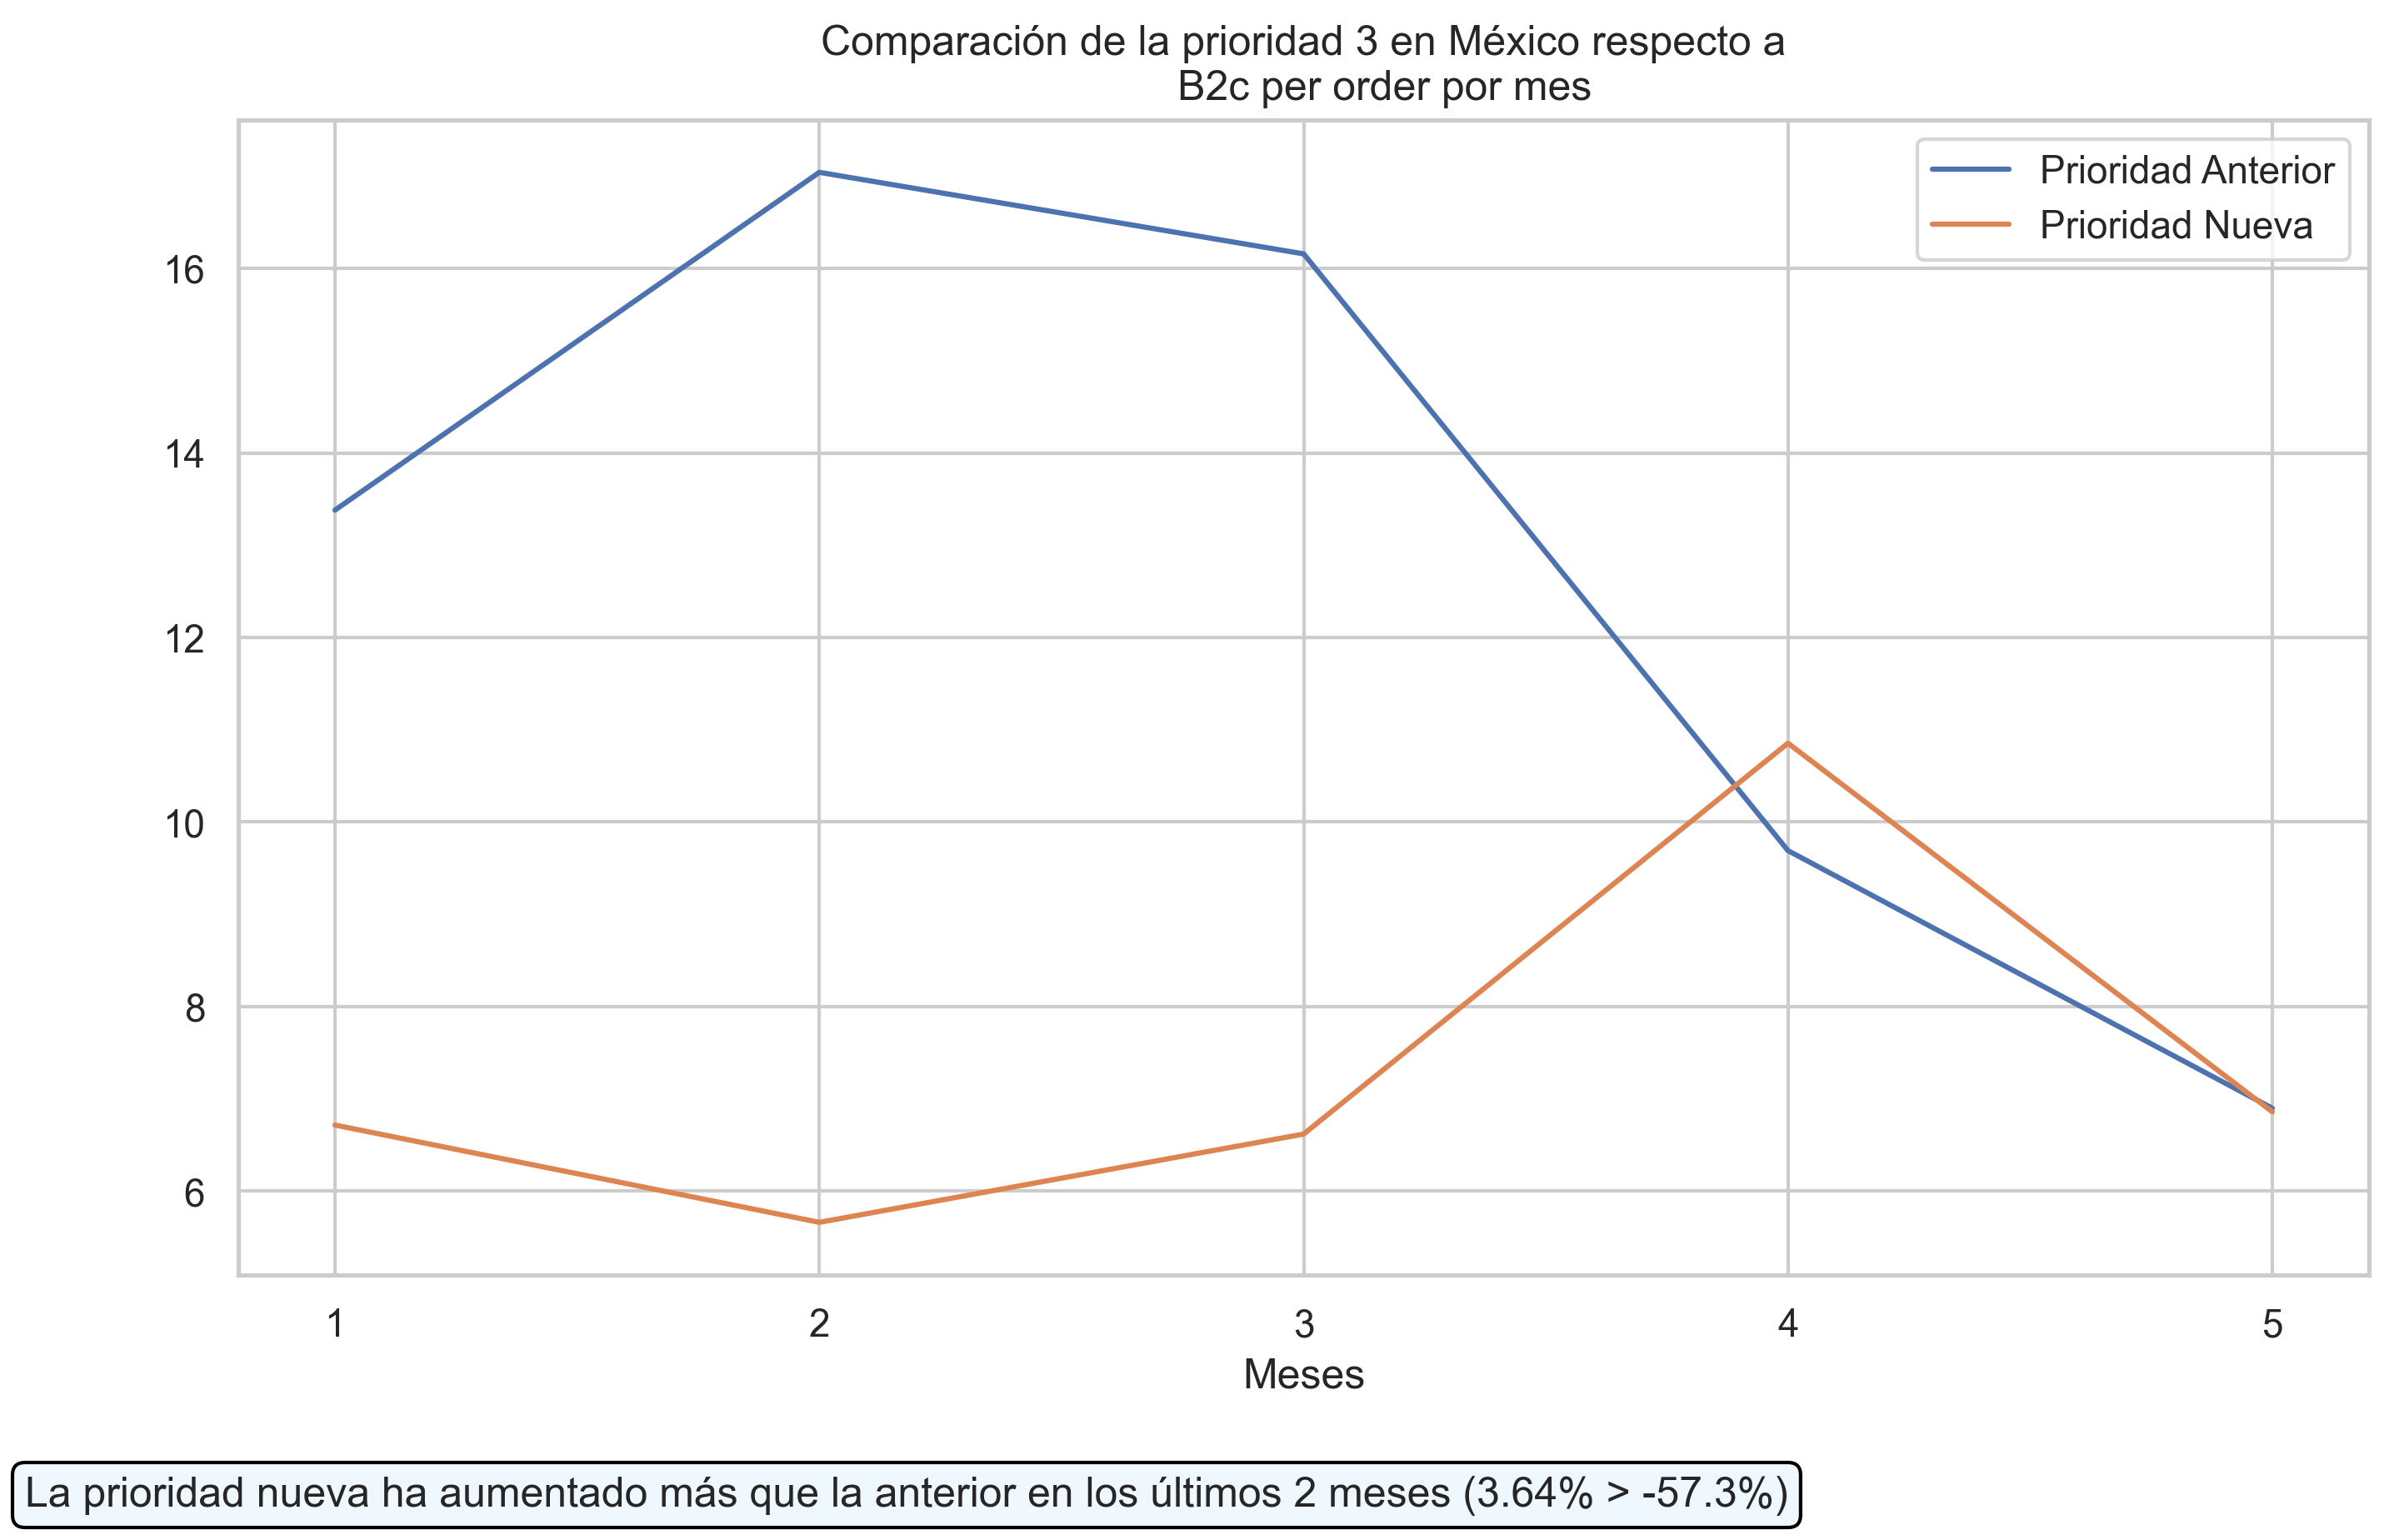 Comparación de la prioridad 3 en México respecto a
B2c per order por mes
Prioridad Anterior
Prioridad Nueva
16
14
12
10
8
6
1 2 3 4 5
Meses
La prioridad nueva ha aumentado más que la anterior en los últimos 2 meses (3.64% > -57.3%)